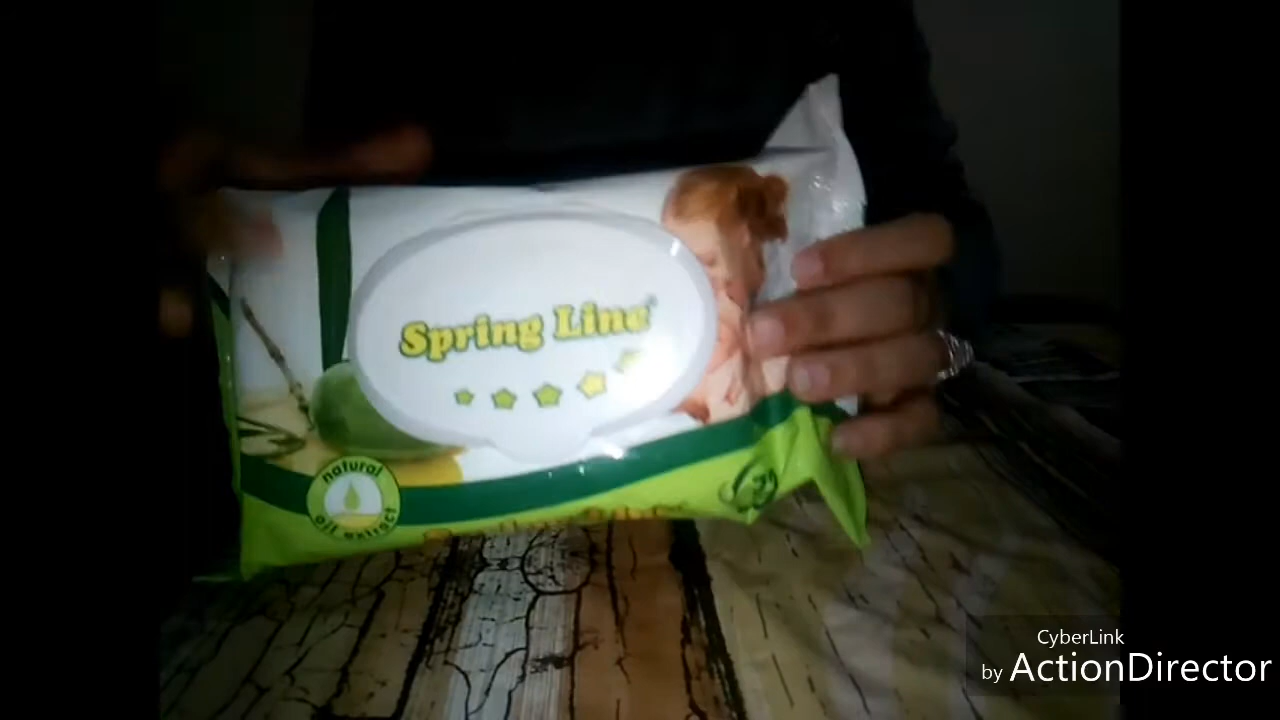 Spring Line
natural
oil extract
CyberLink
by ActionDirector